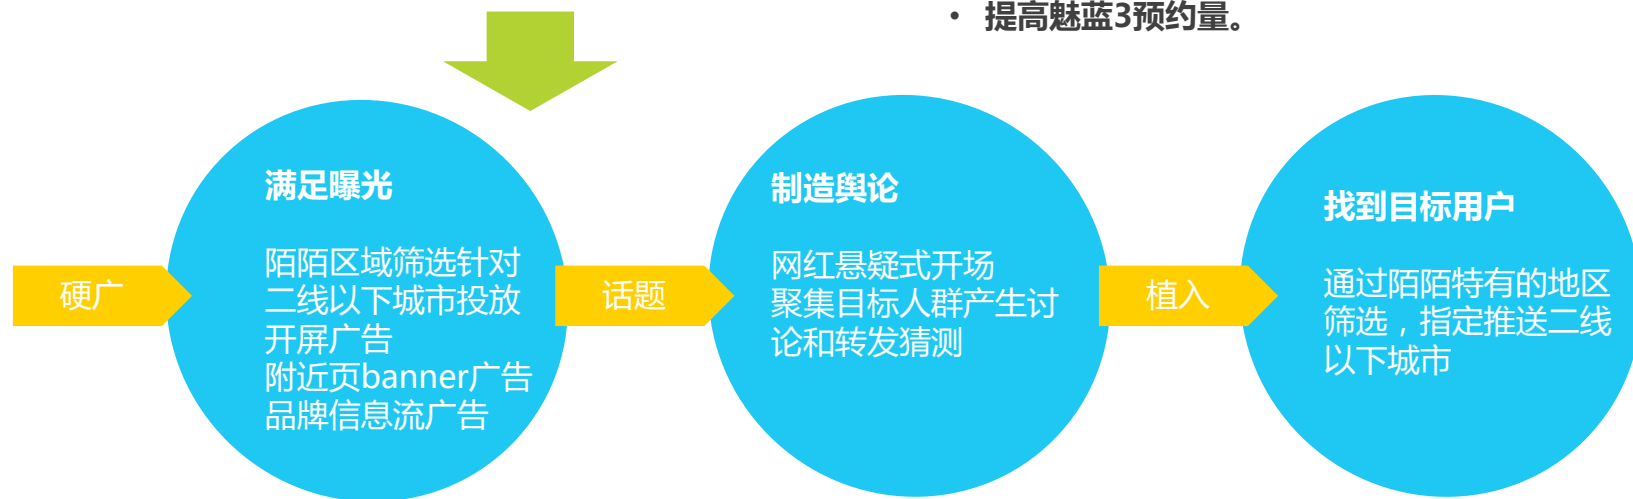 • 提高魅蓝3预约量。
硬广
满足曝光
陌陌区域筛选针对
二线以下城市投放
开屏广告
附近页banner广告
品牌信息流广告
话题
制造舆论
网红悬疑式开场
聚集目标人群产生讨
论和转发猜测
植入
找到目标用户
通过陌陌特有的地区
筛选，指定推送二线
以下城市